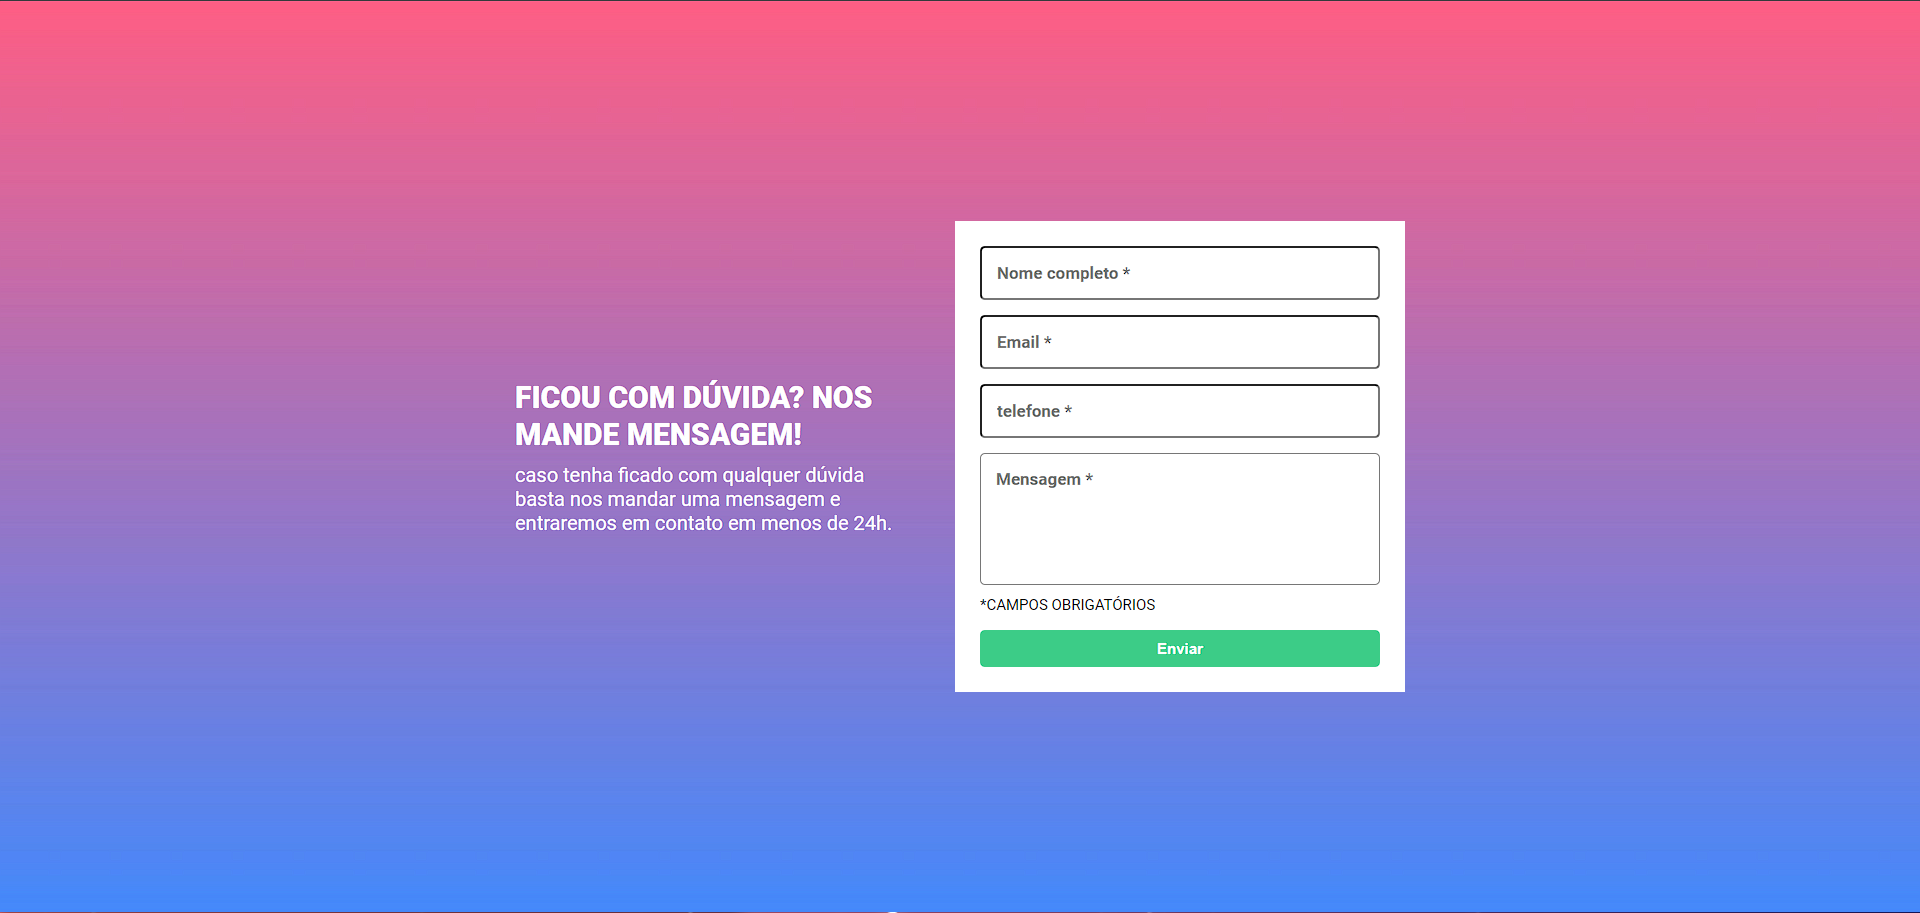 FICOU COM DÚVIDA? NOS
MANDE MENSAGEM!
caso tenha ficado com qualquer dúvida
basta nos mandar uma mensagem e
entraremos em contato em menos de 24h.
Nome completo *
Email *
telefone *
Mensagem *
*CAMPOS OBRIGATÓRIOS
Enviar